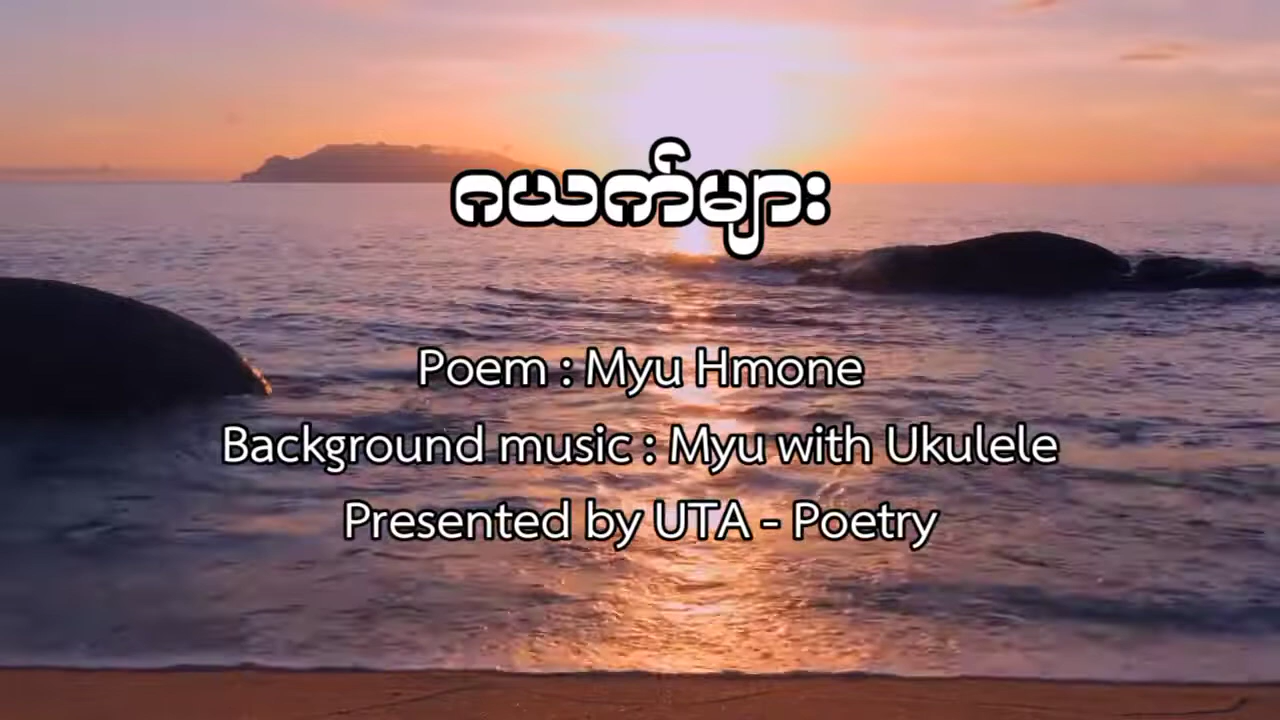 ဂယက်များ
Poem : Myu Hmone
Background music : Myu with Ukulele
Presented by UTA - Poetry